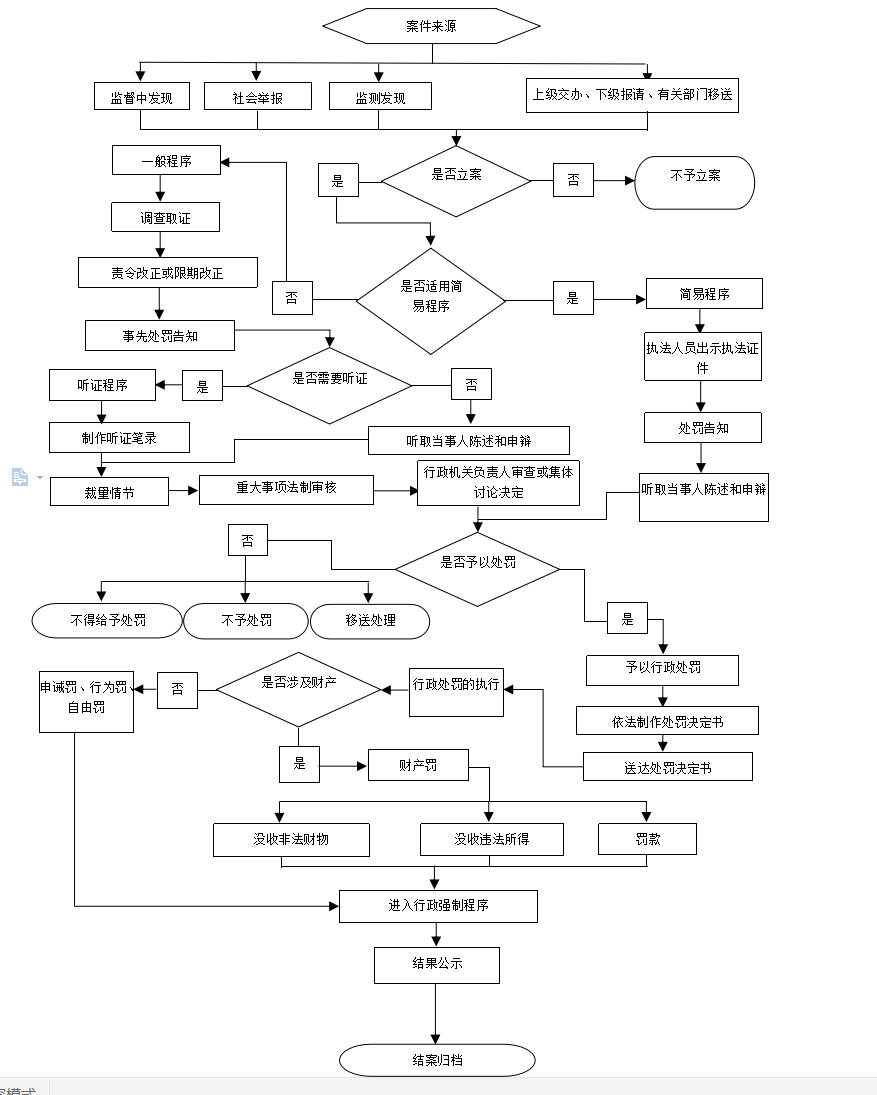 案件来源
监督中发现
社会举报
监测发现
上级交办、下级报请、有关部门移送
一般程序
是
是否立案
否
不予立案
调查取证
责令改正或限期改正
否
是否适用简
易程序
是
简易程序
事先处罚告知
执法人员出示执法证
件
听证程序
是
是否需要听证
否
处罚告知
制作听证笔录
听取当事人陈述和申辩
裁量情节
重大事项法制审核
行政机关负责人审查或集体
讨论决定
听取当事人陈述和申辩
否
是否予以处罚
不得给予处罚
不予处罚
移送处理
是
予以行政处罚
申诫罚、行为罚、
自由罚
否
是否涉及财产
行政处罚的执行
依法制作处罚决定书
是
财产罚
送达处罚决定书
没收非法财物
没收违法所得
罚款
进入行政强制程序
结果公示
结案归档